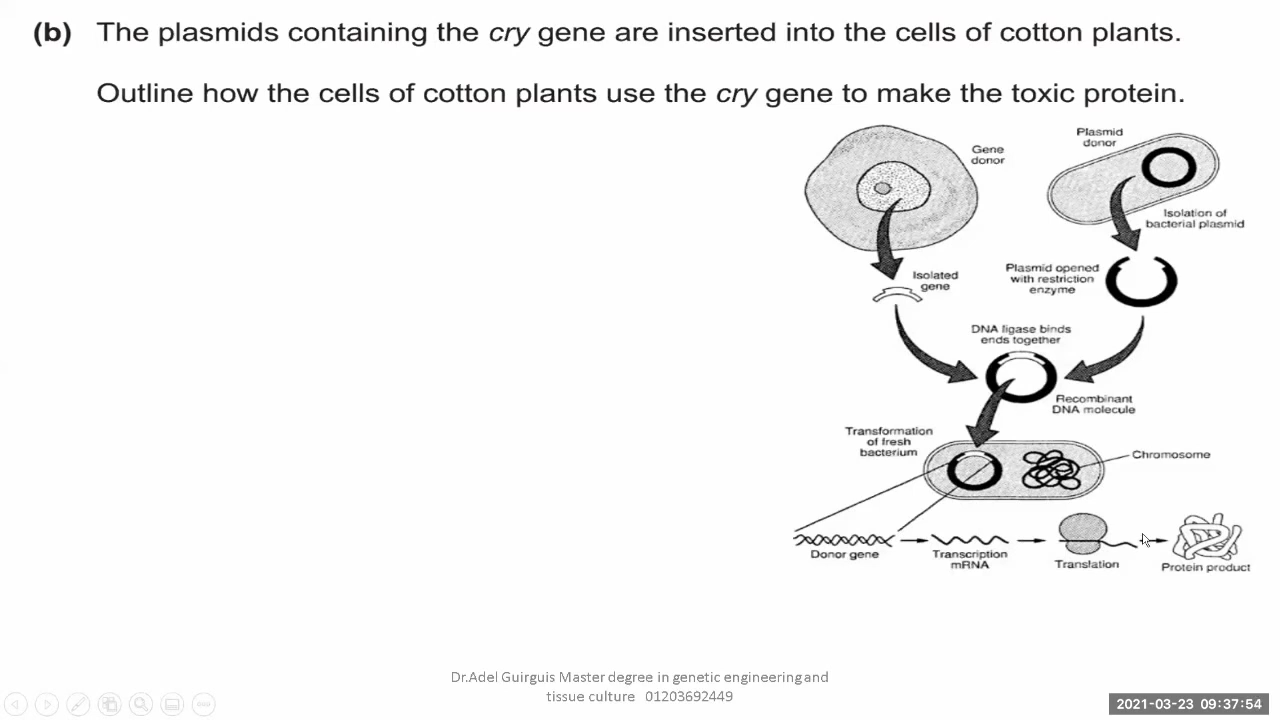 (b) The plasmids containing the cry gene are inserted into the cells of cotton plants.
Outline how the cells of cotton plants use the cry gene to make the toxic protein.
Gene
donor
Plasmid
donor
Isolation of
bacterial plasmid
Isolated
gene
Plasmid opened
with restriction
enzyme
DNA ligase binds
ends together
Recombinant
DNA molecule
Transformation
of fresh
bacterium
Chromosome
Donor gene
Transcription
mRNA
Translation
Protein product
Dr.Adel Guirguis Master degree in genetic engineering and
tissue culture 01203692449
2021-03-23 09:37:54